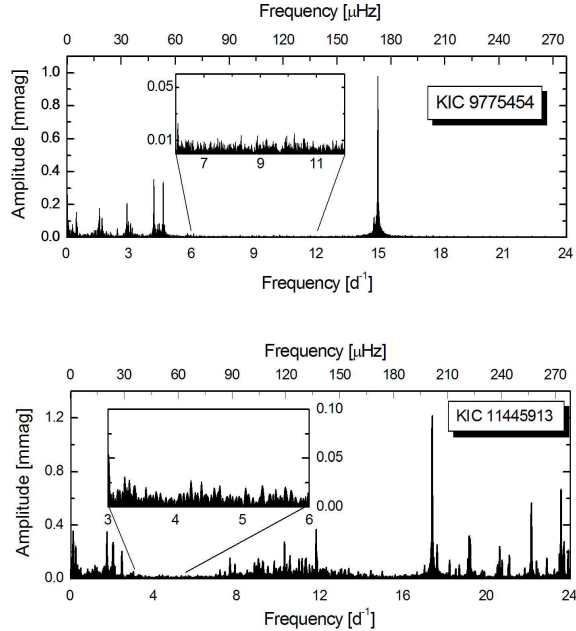 Frequency [μHz]
0 30 60 90 120 150 180 210 240 270
Amplitude [mmag]
1.0
0.8
0.6
0.4
0.2
0.0
0.05
0.01
7 9 11
KIC 9775454
0 3 6 9 12 15 18 21 24
Frequency [d⁻¹]
Frequency [μHz]
0 30 60 90 120 150 180 210 240 270
Amplitude [mmag]
1.2
0.8
0.4
0.0
0.10
0.05
0.00
3 4 5 6
KIC 11445913
0 4 8 12 16 20 24
Frequency [d⁻¹]